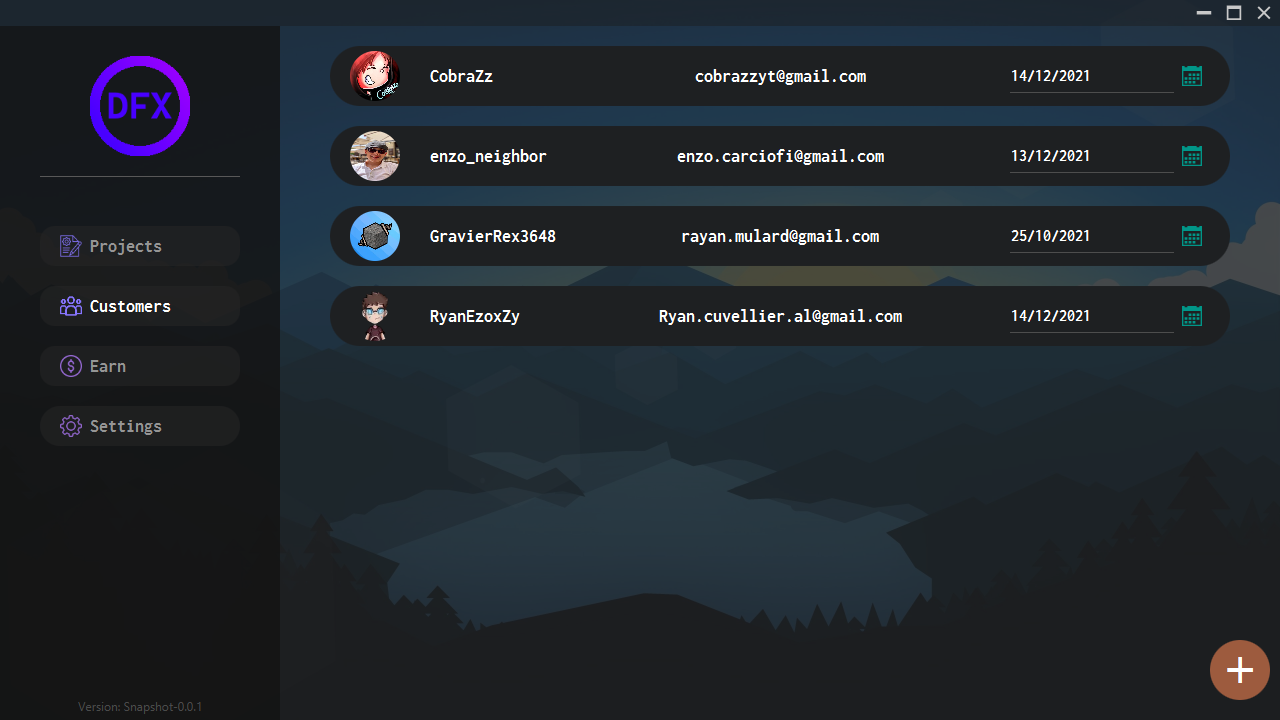 DFX
Projects
Customers
Earn
Settings
Version: Snapshot-0.0.1
CobraZz cobrazzyt@gmail.com 14/12/2021
enzo_neighbor enzo.carciofi@gmail.com 13/12/2021
GravierRex3648 rayan.mulard@gmail.com 25/10/2021
RyanEzoxZy Ryan.cuvellier.al@gmail.com 14/12/2021